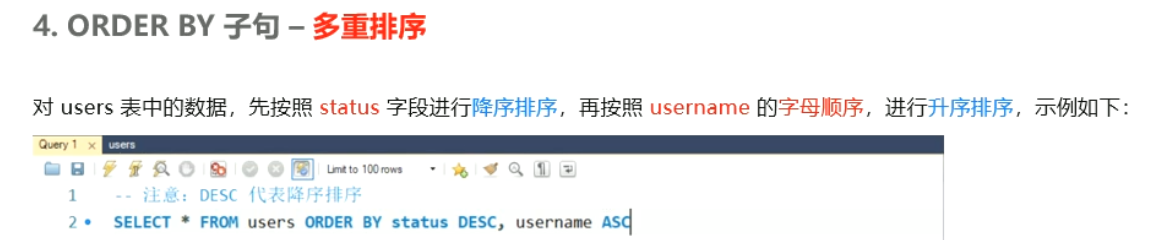 4. ORDER BY 子句 – 多重排序
对 users 表中的数据，先按照 status 字段进行降序排序，再按照 username 的字母顺序，进行升序排序，示例如下：
Query 1 × users
Limit to 100 rows
1 -- 注意：DESC 代表降序排序
2 SELECT * FROM users ORDER BY status DESC, username ASC